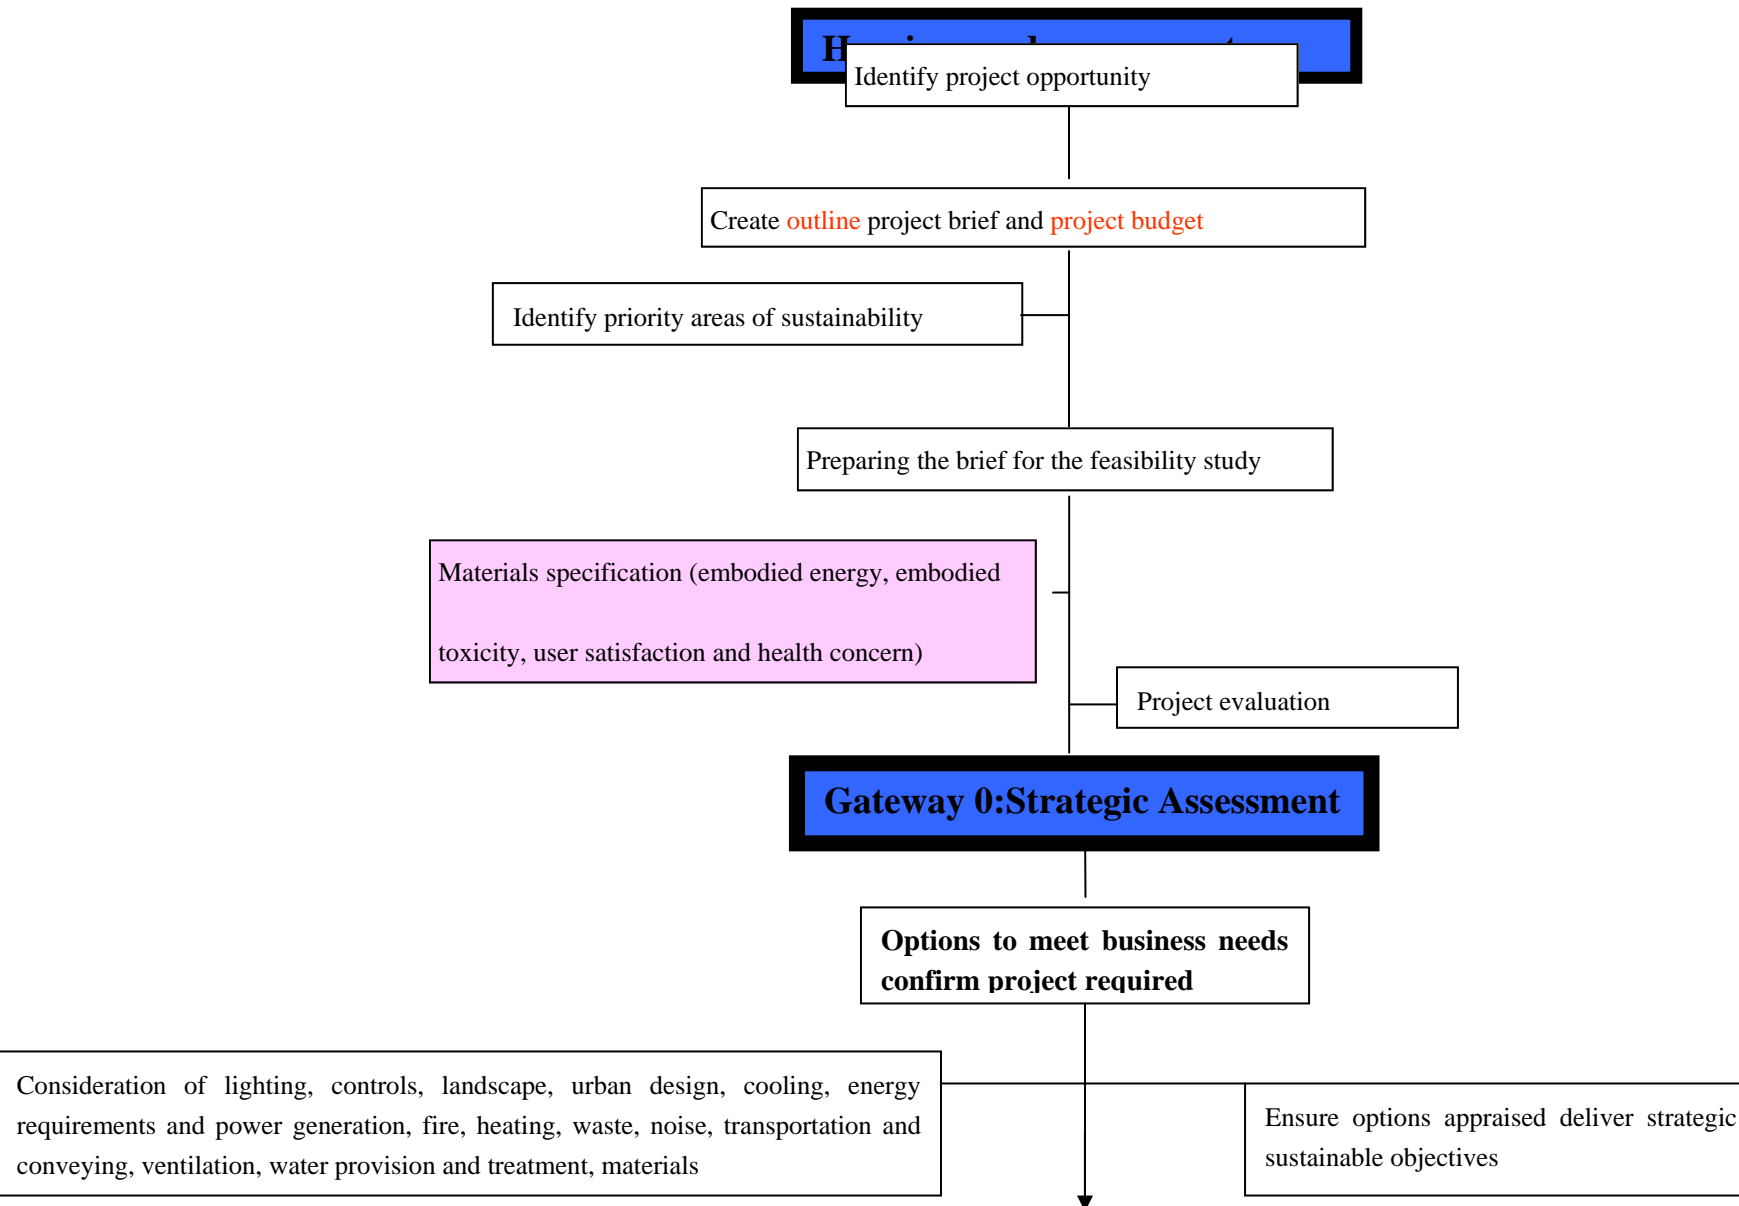 Identify project opportunity
Create outline project brief and project budget
Identify priority areas of sustainability
Preparing the brief for the feasibility study
Materials specification (embodied energy, embodied
toxicity, user satisfaction and health concern)
Project evaluation
Gateway 0:Strategic Assessment
Options to meet business needs
confirm project required
Consideration of lighting, controls, landscape, urban design, cooling, energy
requirements and power generation, fire, heating, waste, noise, transportation and
conveying, ventilation, water provision and treatment, materials
Ensure options appraised deliver strategic
sustainable objectives